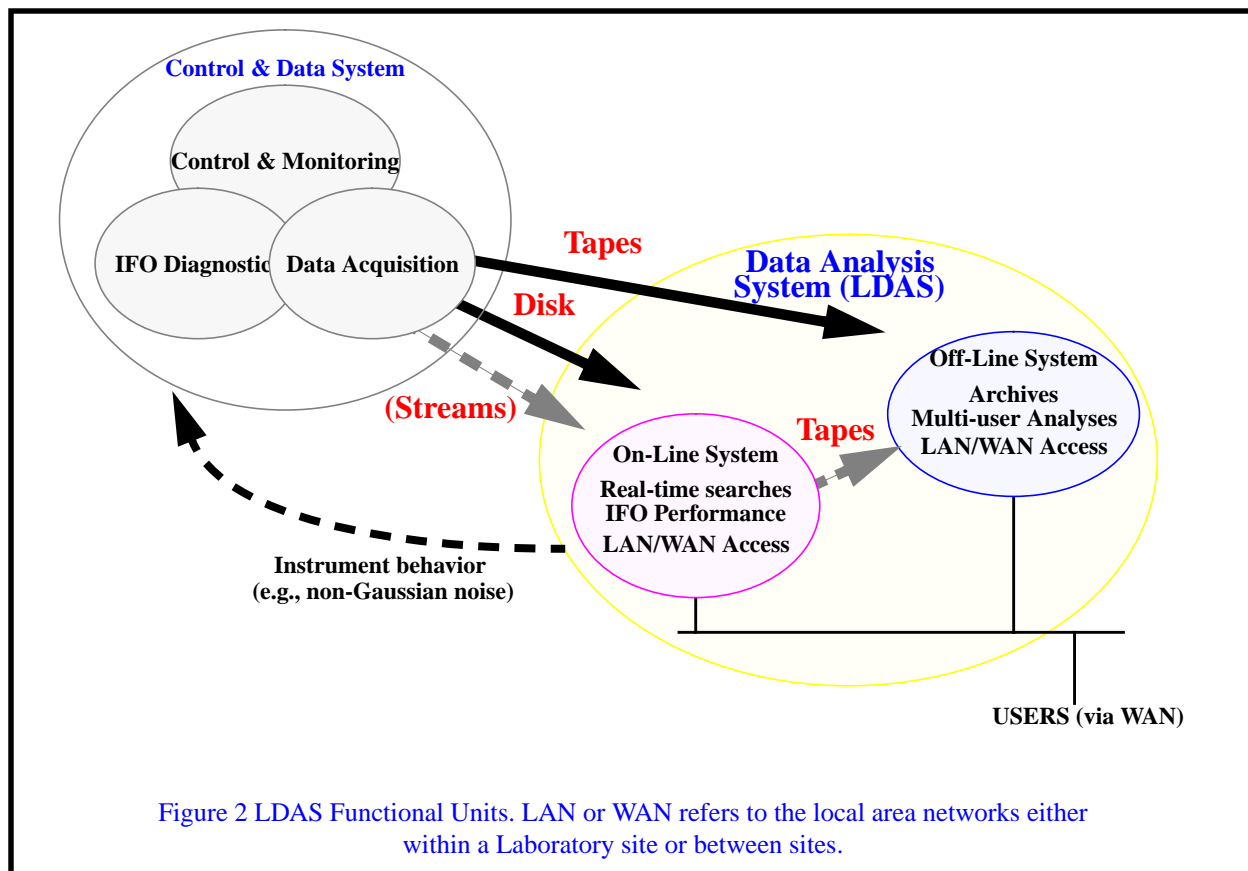 Control & Data System
Control & Monitoring
IFO Diagnostic
Data Acquisition
Tapes
Disk
(Streams)
Data Analysis
System (LDAS)
Off-Line System
Archives
Multi-user Analyses
LAN/WAN Access
Tapes
On-Line System
Real-time searches
IFO Performance
LAN/WAN Access
Instrument behavior
(e.g., non-Gaussian noise)
USERS (via WAN)
Figure 2 LDAS Functional Units. LAN or WAN refers to the local area networks either
within a Laboratory site or between sites.